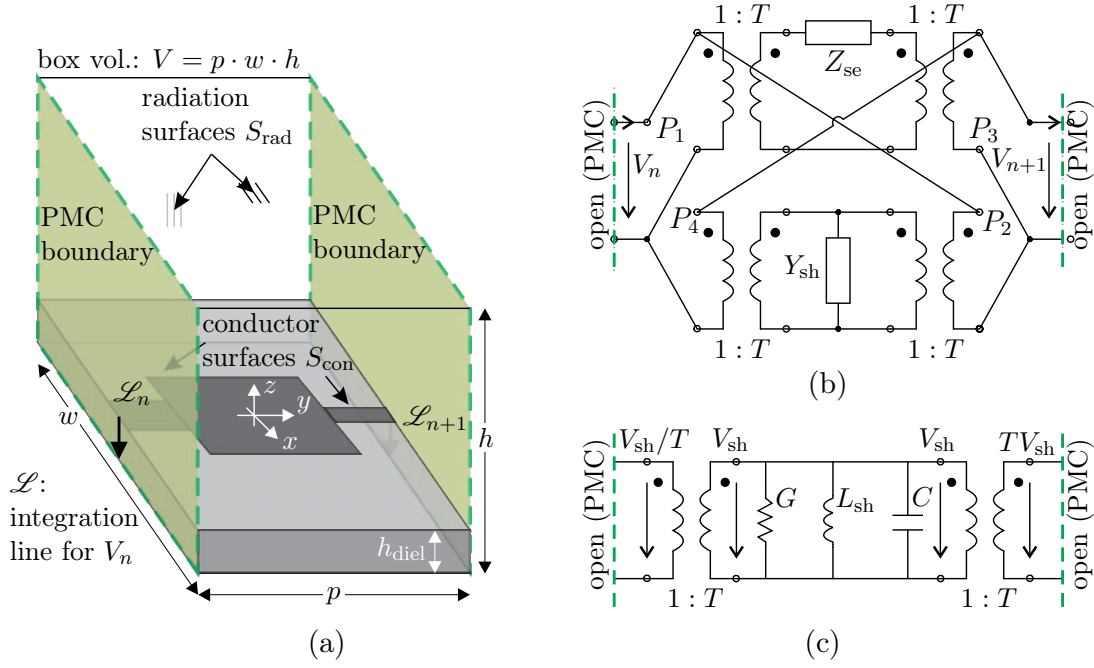 box vol.: V = p · w · h
radiation
surfaces S_rad
PMC
boundary
PMC
boundary
conductor
surfaces S_con
ℒ_n
z
y
x
ℒ_{n+1}
h
w
ℒ:
integration
line for V_n
h_diel
p
(a)
1 : T
1 : T
Z_se
open (PMC)
P_1
V_n
P_3
V_{n+1}
open (PMC)
P_4
P_2
Y_sh
1 : T
1 : T
(b)
V_sh/T
V_sh
V_sh
TV_sh
open (PMC)
G
L_sh
C
open (PMC)
1 : T
1 : T
(c)